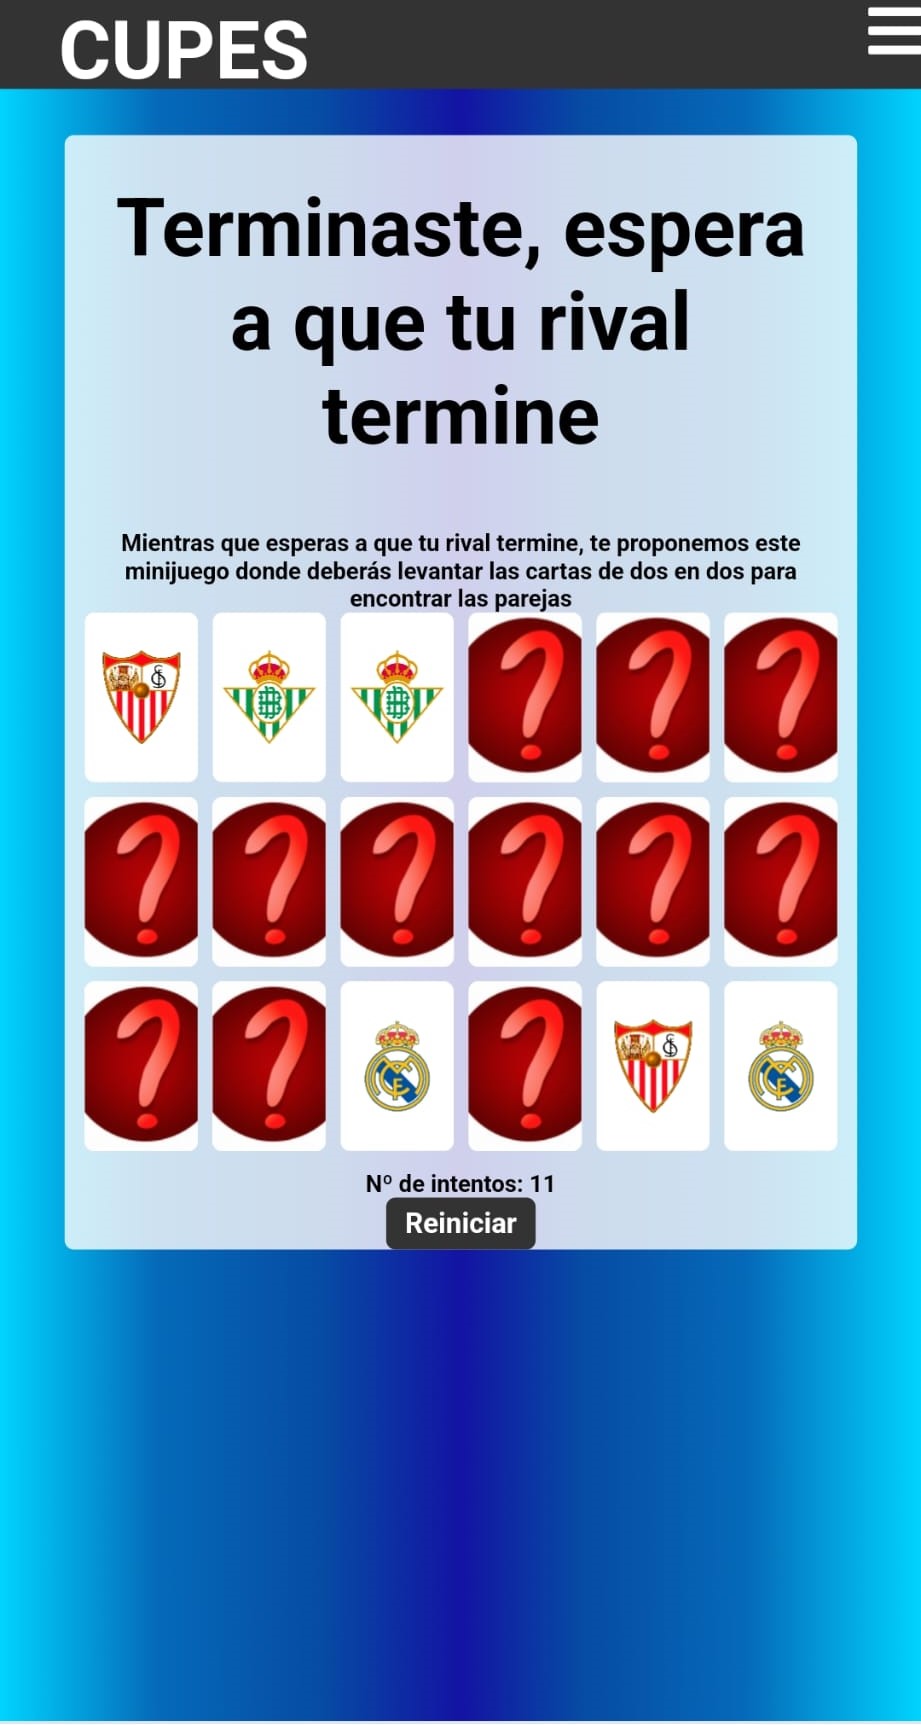 CUPES
Terminaste, espera
a que tu rival
termine
Mientras que esperas a que tu rival termine, te proponemos este
minijuego donde deberás levantar las cartas de dos en dos para
encontrar las parejas
? ? ?
? ? ? ? ? ?
? ? ?
Nº de intentos: 11
Reiniciar